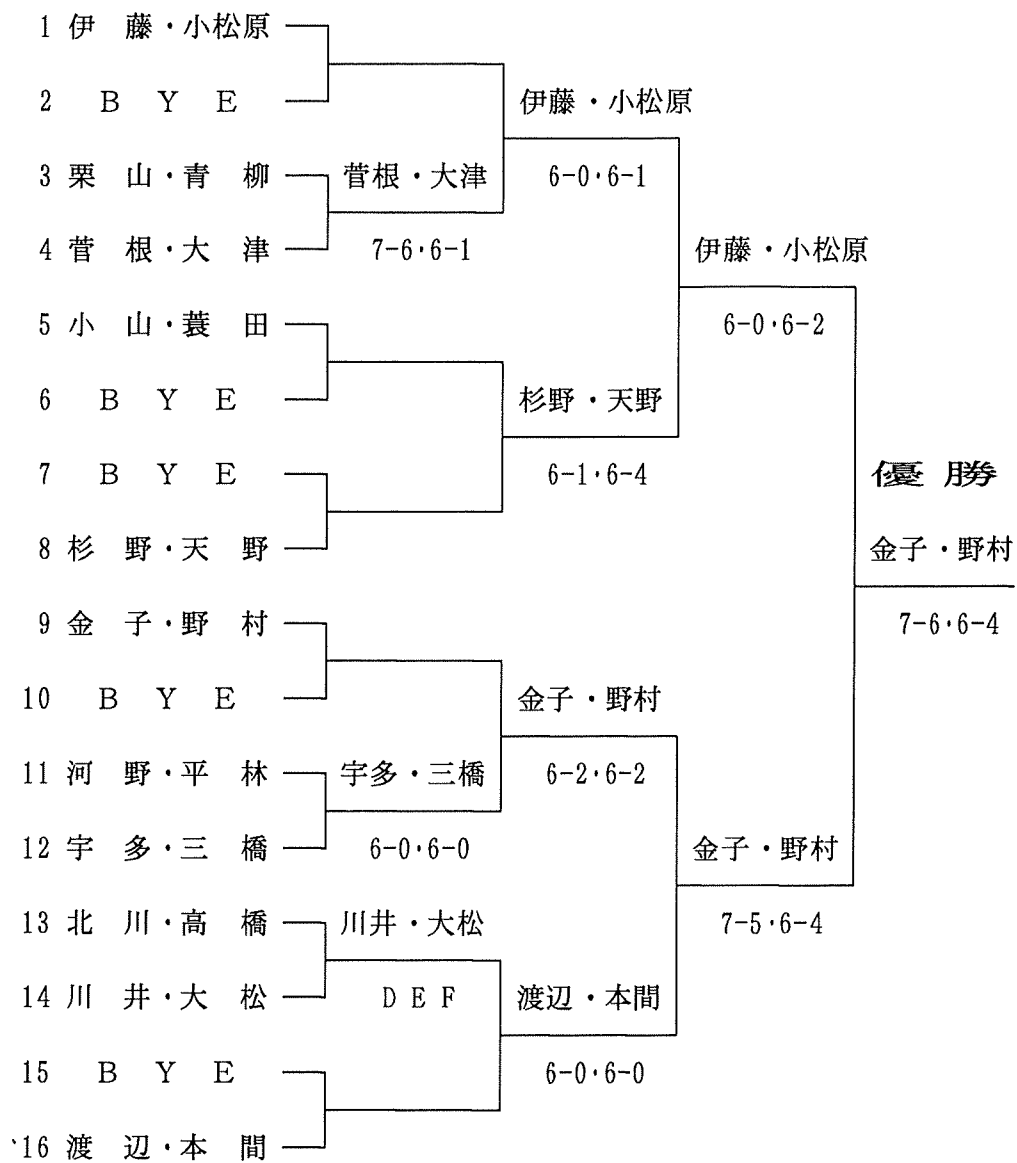 1 伊 藤・小松原
2 B Y E
伊藤・小松原
3 栗 山・青 柳
菅根・大津
6-0・6-1
4 菅 根・大 津
7-6・6-1
伊藤・小松原
5 小 山・蓑 田
6-0・6-2
6 B Y E
杉野・天野
7 B Y E
6-1・6-4
優 勝
8 杉 野・天 野
金子・野村
9 金 子・野 村
7-6・6-4
10 B Y E
金子・野村
11 河 野・平 林
宇多・三橋
6-2・6-2
12 宇 多・三 橋
6-0・6-0
金子・野村
13 北 川・高 橋
川井・大松
7-5・6-4
14 川 井・大 松
D E F
渡辺・本間
15 B Y E
6-0・6-0
16 渡 辺・本 間